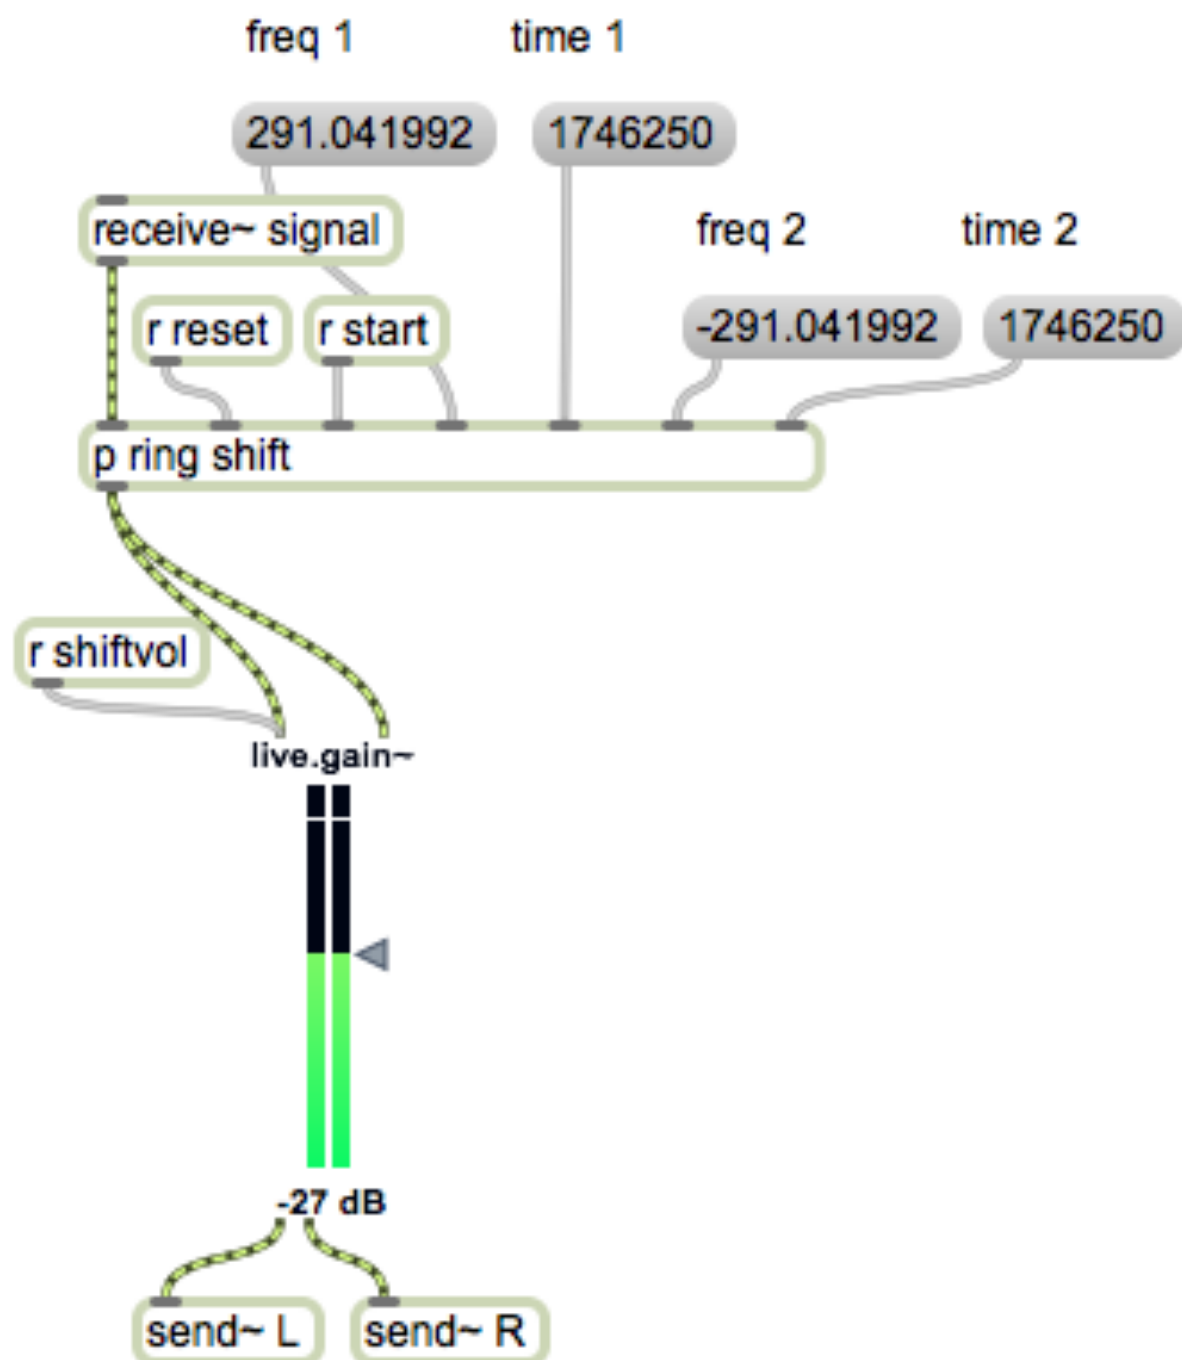 freq 1
time 1
291.041992
1746250
receive~ signal
freq 2
time 2
r reset
r start
-291.041992
1746250
p ring shift
r shiftvol
live.gain~
-27 dB
send~ L
send~ R